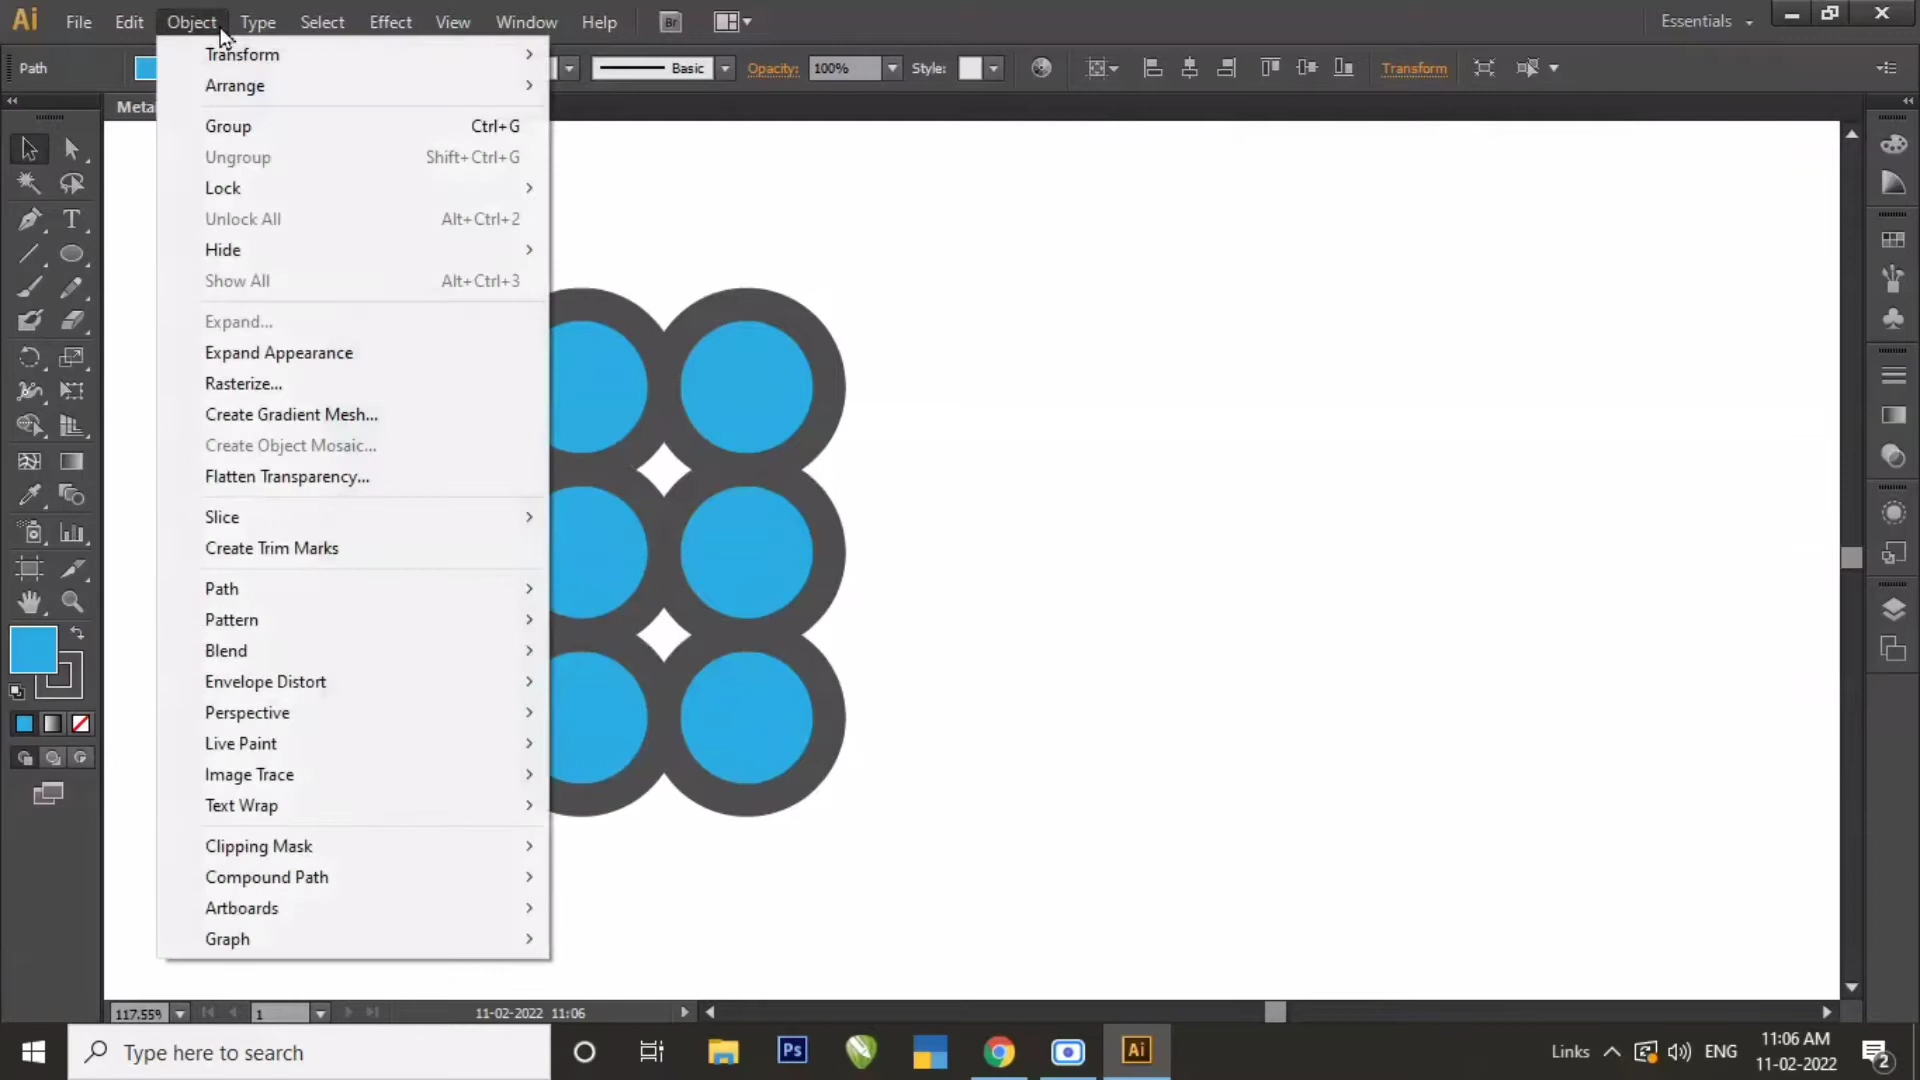 Ai File Edit Object Type Select Effect View Window Help Br Essentials
Path Basic Opacity: 100% Style: Transform
Metal
Transform
Arrange
Group Ctrl+G
Ungroup Shift+Ctrl+G
Lock
Unlock All Alt+Ctrl+2
Hide
Show All Alt+Ctrl+3
Expand...
Expand Appearance
Rasterize...
Create Gradient Mesh...
Create Object Mosaic...
Flatten Transparency...
Slice
Create Trim Marks
Path
Pattern
Blend
Envelope Distort
Perspective
Live Paint
Image Trace
Text Wrap
Clipping Mask
Compound Path
Artboards
Graph
T
117.55% 1 11-02-2022 11:06
Type here to search Ps Ai Links ENG 11:06 AM
11-02-2022 2